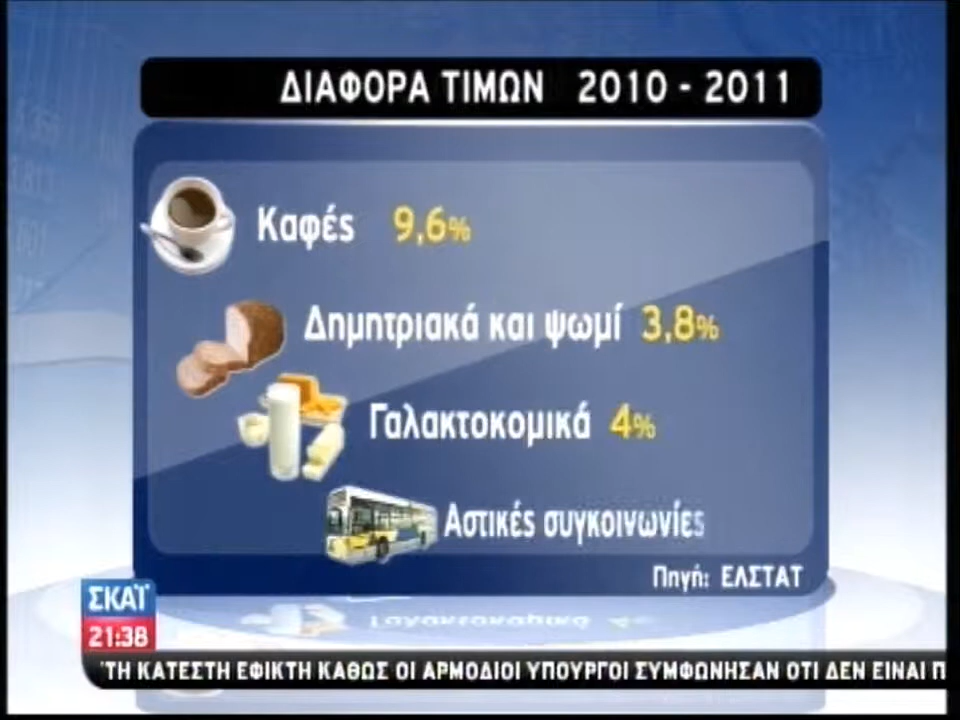 ΔΙΑΦΟΡΑ ΤΙΜΩΝ 2010 - 2011
Καφές 9,6%
Δημητριακά και ψωμί 3,8%
Γαλακτοκομικά 4%
Αστικές συγκοινωνίες
Πηγή: ΕΛΣΤΑΤ
ΣΚΑΪ
21:38
ΤΗ ΚΑΤΕΣΤΗ ΕΦΙΚΤΗ ΚΑΘΩΣ ΟΙ ΑΡΜΟΔΙΟΙ ΥΠΟΥΡΓΟΙ ΣΥΜΦΩΝΗΣΑΝ ΟΤΙ ΔΕΝ ΕΙΝΑΙ Π